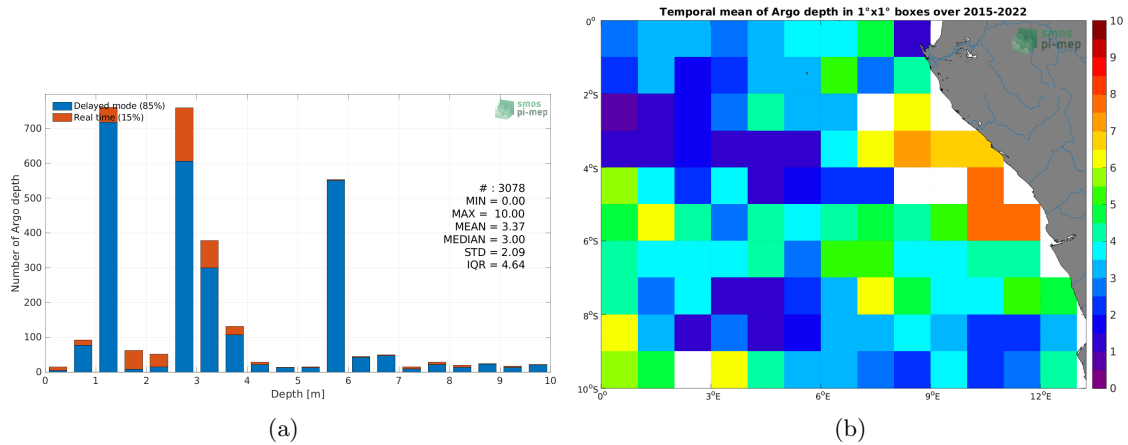 Delayed mode (85%)
Real time (15%)
smos
pi-mep
Number of Argo depth
700
600
500
400
300
200
100
0
# : 3078
MIN = 0.00
MAX = 10.00
MEAN = 3.37
MEDIAN = 3.00
STD = 2.09
IQR = 4.64
0 1 2 3 4 5 6 7 8 9 10
Depth [m]
(a)
Temporal mean of Argo depth in 1°x1° boxes over 2015-2022
smos
pi-mep
0°
2°S
4°S
6°S
8°S
10°S
0° 3°E 6°E 9°E 12°E
10
9
8
7
6
5
4
3
2
1
0
(b)